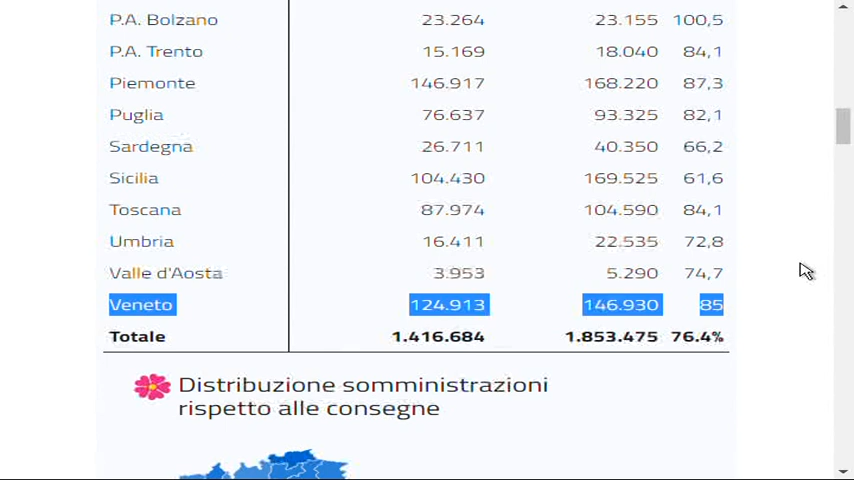 P.A. Bolzano 23.264 23.155 100,5
P.A. Trento 15.169 18.040 84,1
Piemonte 146.917 168.220 87,3
Puglia 76.637 93.325 82,1
Sardegna 26.711 40.350 66,2
Sicilia 104.430 169.525 61,6
Toscana 87.974 104.590 84,1
Umbria 16.411 22.535 72,8
Valle d'Aosta 3.953 5.290 74,7
Veneto 124.913 146.930 85
Totale 1.416.684 1.853.475 76.4%
Distribuzione somministrazioni
rispetto alle consegne